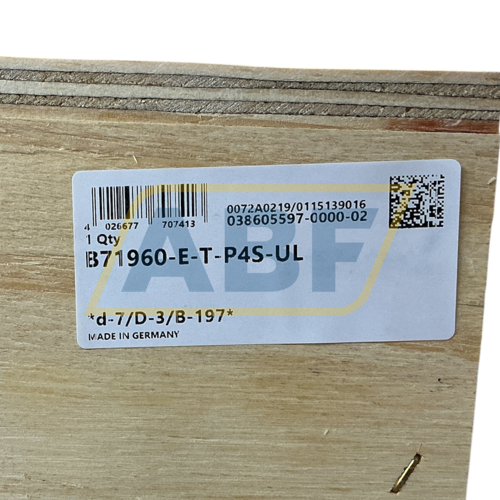 0072A0219/0115139016
038605597-0000-02
4 026677 707413
1 Qty
B71960-E-T-P4S-UL
ABF
*d-7/D-3/B-197*
MADE IN GERMANY